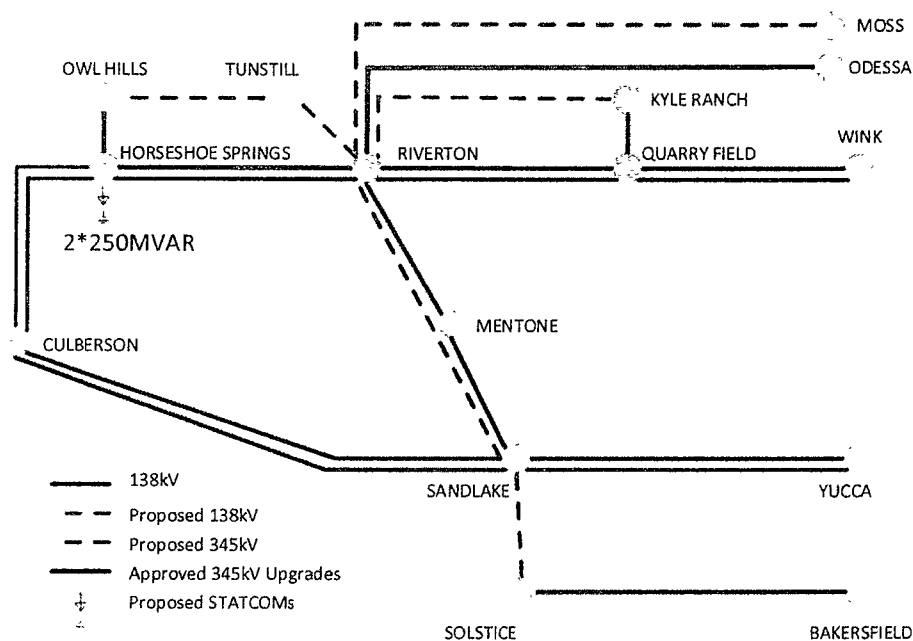 MOSS
OWL HILLS
TUNSTILL
ODESSA
KYLE RANCH
WINK
HORSESHOE SPRINGS
RIVERTON
QUARRY FIELD
2*250MVAR
MENTONE
CULBERSON
138kV
SANDLAKE
YUCCA
Proposed 138kV
Proposed 345kV
Approved 345kV Upgrades
Proposed STATCOMs
SOLSTICE
BAKERSFIELD